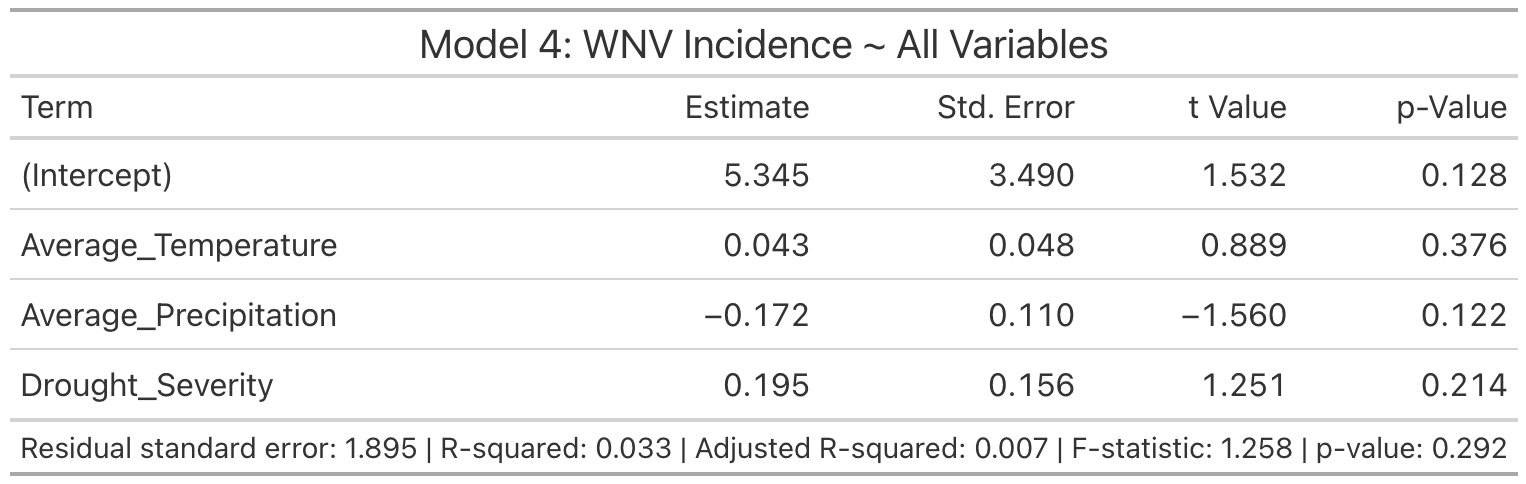 Model 4: WNV Incidence ~ All Variables
Term Estimate Std. Error t Value p-Value
(Intercept) 5.345 3.490 1.532 0.128
Average_Temperature 0.043 0.048 0.889 0.376
Average_Precipitation −0.172 0.110 −1.560 0.122
Drought_Severity 0.195 0.156 1.251 0.214
Residual standard error: 1.895 | R-squared: 0.033 | Adjusted R-squared: 0.007 | F-statistic: 1.258 | p-value: 0.292